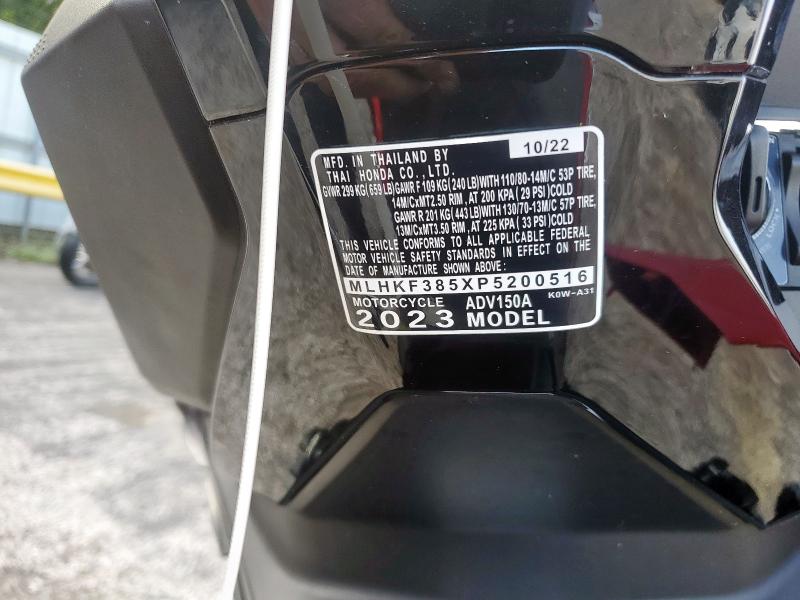 10/22
MFD. IN THAILAND BY
THAI HONDA CO., LTD.
GVWR 299 KG( 659 LB) GAWR F 109 KG( 240 LB)WITH 110/80-14M/C 53P TIRE,
14M/CxMT2.50 RIM , AT 200 KPA ( 29 PSI )COLD
GAWR R 201 KG( 443 LB)WITH 130/70-13M/C 57P TIRE,
13M/CxMT3.50 RIM , AT 225 KPA ( 33 PSI )COLD
THIS VEHICLE CONFORMS TO ALL APPLICABLE FEDERAL
MOTOR VEHICLE SAFETY STANDARDS IN EFFECT ON THE
DATE OF MANUFACTURE SHOWN ABOVE:
MLHKF385XP5200516
MOTORCYCLE ADV150A K0W-A31
2023 MODEL